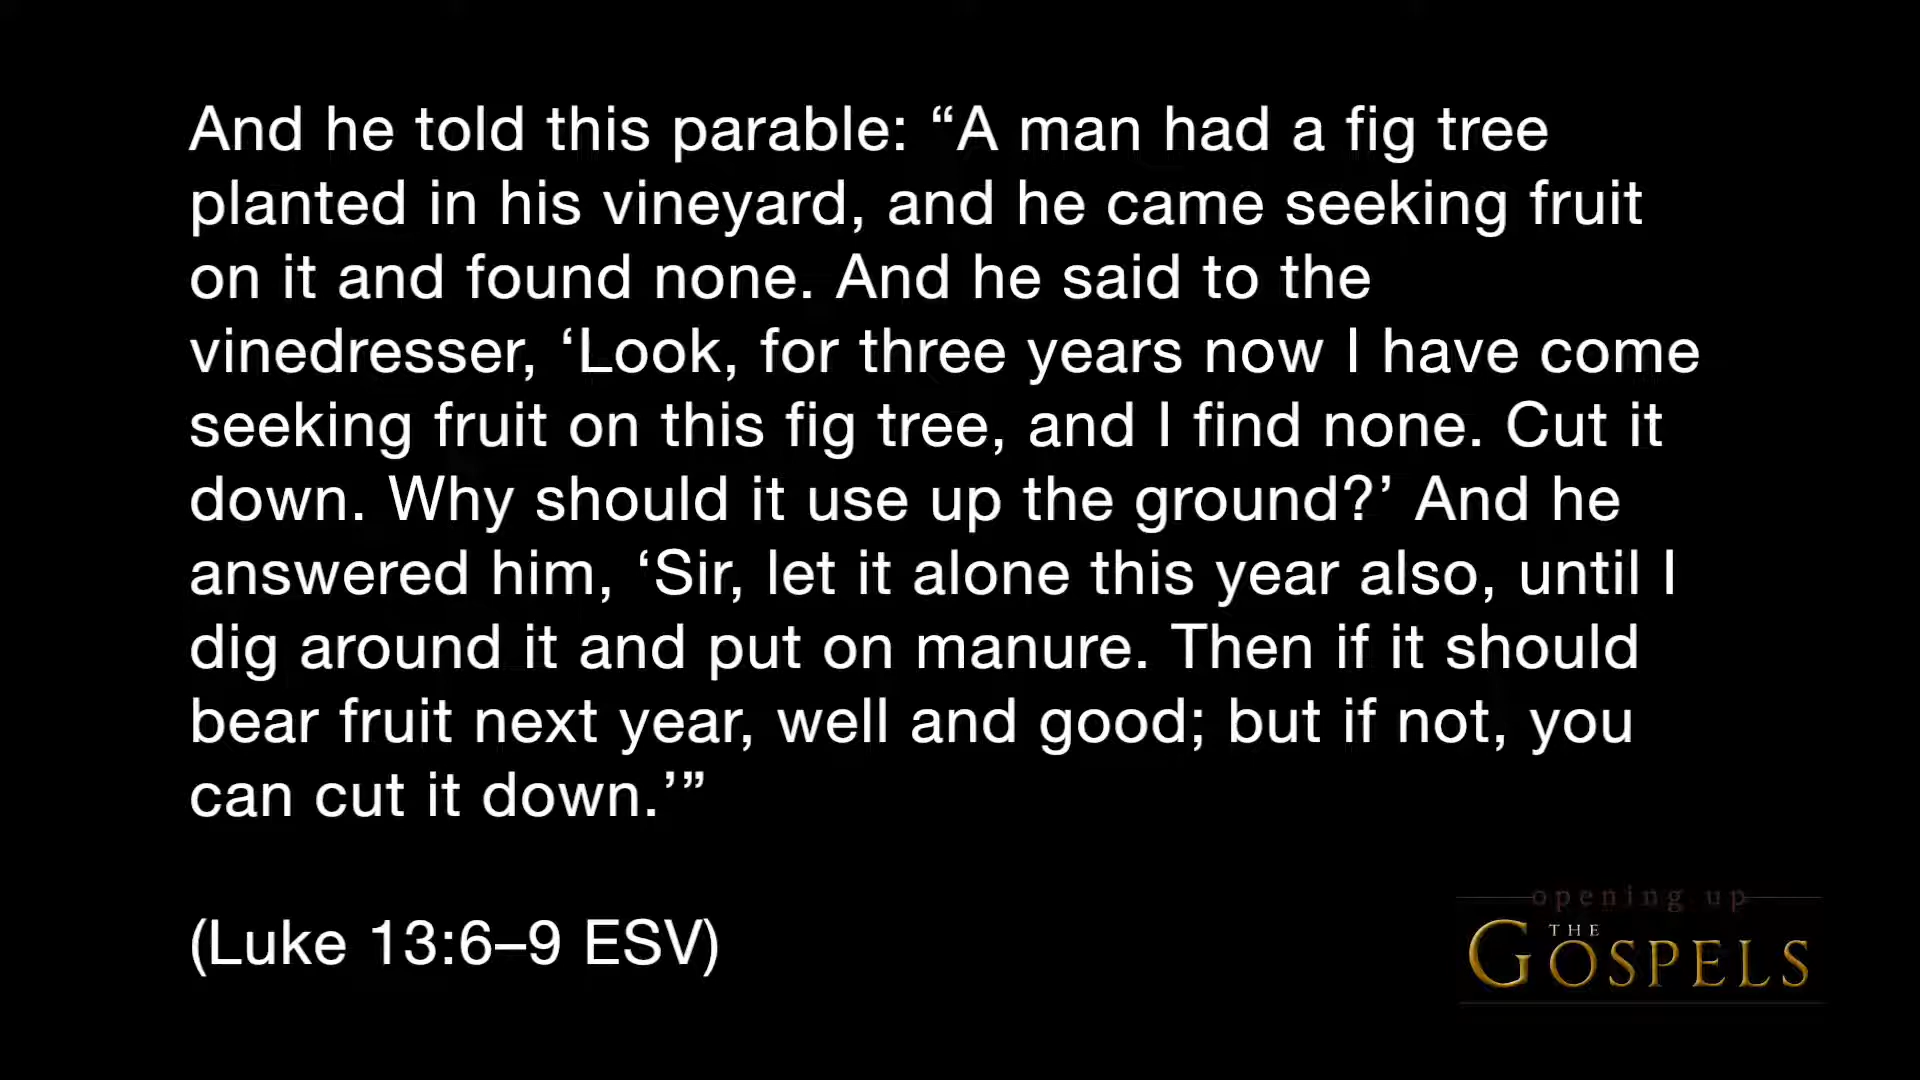 And he told this parable: “A man had a fig tree
planted in his vineyard, and he came seeking fruit
on it and found none. And he said to the
vinedresser, ‘Look, for three years now I have come
seeking fruit on this fig tree, and I find none. Cut it
down. Why should it use up the ground?’ And he
answered him, ‘Sir, let it alone this year also, until I
dig around it and put on manure. Then if it should
bear fruit next year, well and good; but if not, you
can cut it down.’”
(Luke 13:6–9 ESV)
opening up
THE
GOSPELS